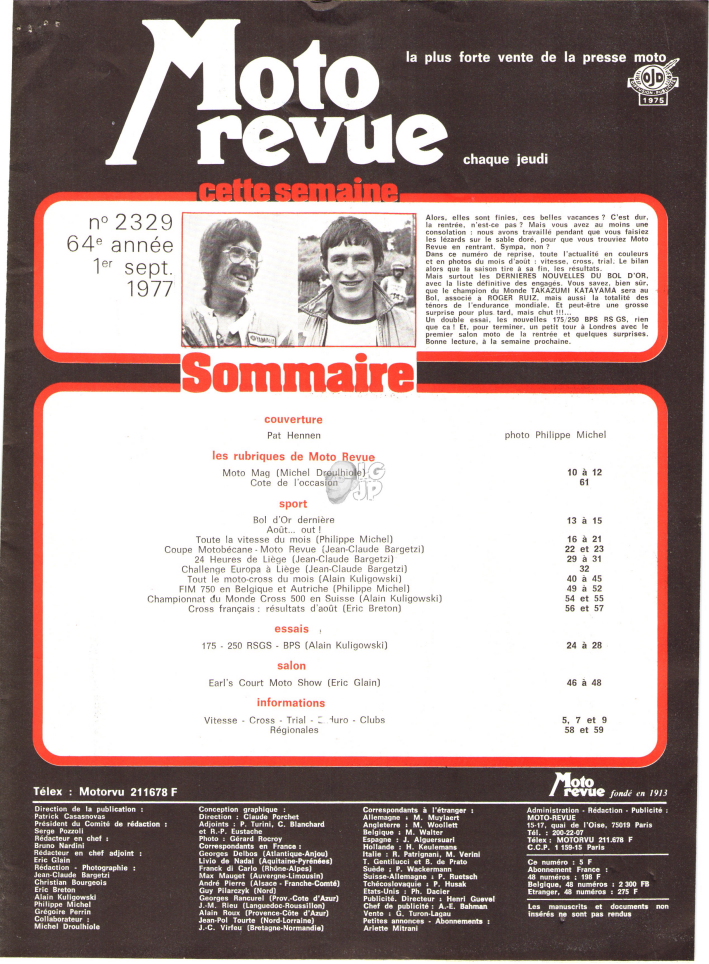 Moto revue
la plus forte vente de la presse moto
OJD
1975
chaque jeudi
cette semaine
nº 2329
64e année
1er sept.
1977
Alors, elles sont finies, ces belles vacances ? C'est dur,
la rentrée, n'est-ce pas ? Mais vous avez au moins une
consolation : nous avons travaillé pendant que vous faisiez
les lézards sur le sable doré, pour que vous trouviez Moto
Revue en rentrant. Sympa, non ?
Dans ce numéro de reprise, toute l'actualité en couleurs
et en photos du mois d'août : vitesse, cross, trial. Le bilan
alors que la saison tire à sa fin, les résultats.
Mais surtout les DERNIERES NOUVELLES DU BOL D'OR,
avec la liste définitive des engagés. Vous savez, bien sûr,
que le champion du Monde TAKAZUMI KATAYAMA sera au
Bol, associé à ROGER RUIZ, mais aussi la totalité des
ténors de l'endurance mondiale. Et peut-être une grosse
surprise pour plus tard, mais chut !!!...
Un double essai, les nouvelles 175/250 BPS RS GS, rien
que ca ! Et, pour terminer, un petit tour à Londres avec le
premier salon moto de la rentrée et quelques surprises.
Bonne lecture, à la semaine prochaine.
Sommaire
couverture
Pat Hennen photo Philippe Michel
les rubriques de Moto Revue
Moto Mag (Michel Droulhiole) 10 à 12
Cote de l'occasion 61
sport
Bol d'Or dernière 13 à 15
Août... out !
Toute la vitesse du mois (Philippe Michel) 16 à 21
Coupe Motobécane - Moto Revue (Jean-Claude Bargetzi) 22 et 23
24 Heures de Liège (Jean-Claude Bargetzi) 29 à 31
Challenge Europa à Liège (Jean-Claude Bargetzi) 32
Tout le moto-cross du mois (Alain Kuligowski) 40 à 45
FIM 750 en Belgique et Autriche (Philippe Michel) 49 à 52
Championnat du Monde Cross 500 en Suisse (Alain Kuligowski) 54 et 55
Cross français : résultats d'août (Eric Breton) 56 et 57
essais
175 - 250 RSGS - BPS (Alain Kuligowski) 24 à 28
salon
Earl's Court Moto Show (Eric Glain) 46 à 48
informations
Vitesse - Cross - Trial - Enduro - Clubs 5, 7 et 9
Régionales 58 et 59
HG JP
Télex : Motorvu 211678 F
Moto revue fondé en 1913
Direction de la publication :
Patrick Casasnovas
Président du Comité de rédaction :
Serge Pozzoli
Rédacteur en chef :
Bruno Nardini
Rédacteur en chef adjoint :
Eric Glain
Rédaction - Photographie :
Jean-Claude Bargetzi
Christian Bourgeois
Eric Breton
Alain Kuligowski
Philippe Michel
Grégoire Perrin
Collaborateur :
Michel Droulhiole
Conception graphique :
Direction : Claude Porchet
Adjoints : P. Turini, C. Blanchard
et R.-P. Eustache
Photo : Gérard Rocroy
Correspondants en France :
Georges Delbos (Atlantique-Anjou)
Livio de Nadaï (Aquitaine-Pyrénées)
Franck di Carlo (Rhône-Alpes)
Max Mauget (Auvergne-Limousin)
André Pierre (Alsace - Franche-Comté)
Guy Pilarczyk (Nord)
Georges Rancurel (Prov.-Cote d'Azur)
J.-M. Rieu (Languedoc-Roussillon)
Alain Roux (Provence-Côte d'Azur)
Jean-Pol Tourte (Nord-Lorraine)
J.-C. Virfeu (Bretagne-Normandie)
Correspondants à l'étranger :
Allemagne : M. Muylaert
Angleterre : M. Woollett
Belgique : M. Walter
Espagne : J. Alguersuari
Hollande : H. Keulemans
Italie : R. Patrignani, M. Verini
T. Gentilucci et B. de Prato
Suède : P. Wackermann
Suisse-Allemagne : P. Ruetsch
Tchécoslovaquie : P. Husak
Etats-Unis : Ph. Dacier
Publicité. Directeur : Henri Guevel
Chef de publicité : A.-E. Bahman
Vente : G. Turon-Lagau
Petites annonces - Abonnements :
Arlette Mitrani
Administration - Rédaction - Publicité :
MOTO-REVUE
15-17, quai de l'Oise, 75019 Paris
Tél. : 200-22-07
Télex : MOTORVU 211.678 F
C.C.P. 1 159-15 Paris
Ce numéro : 5 F
Abonnement France :
48 numéros : 198 F
Belgique, 48 numéros : 2 300 FB
Etranger, 48 numéros : 275 F
Les manuscrits et documents non
insérés ne sont pas rendus